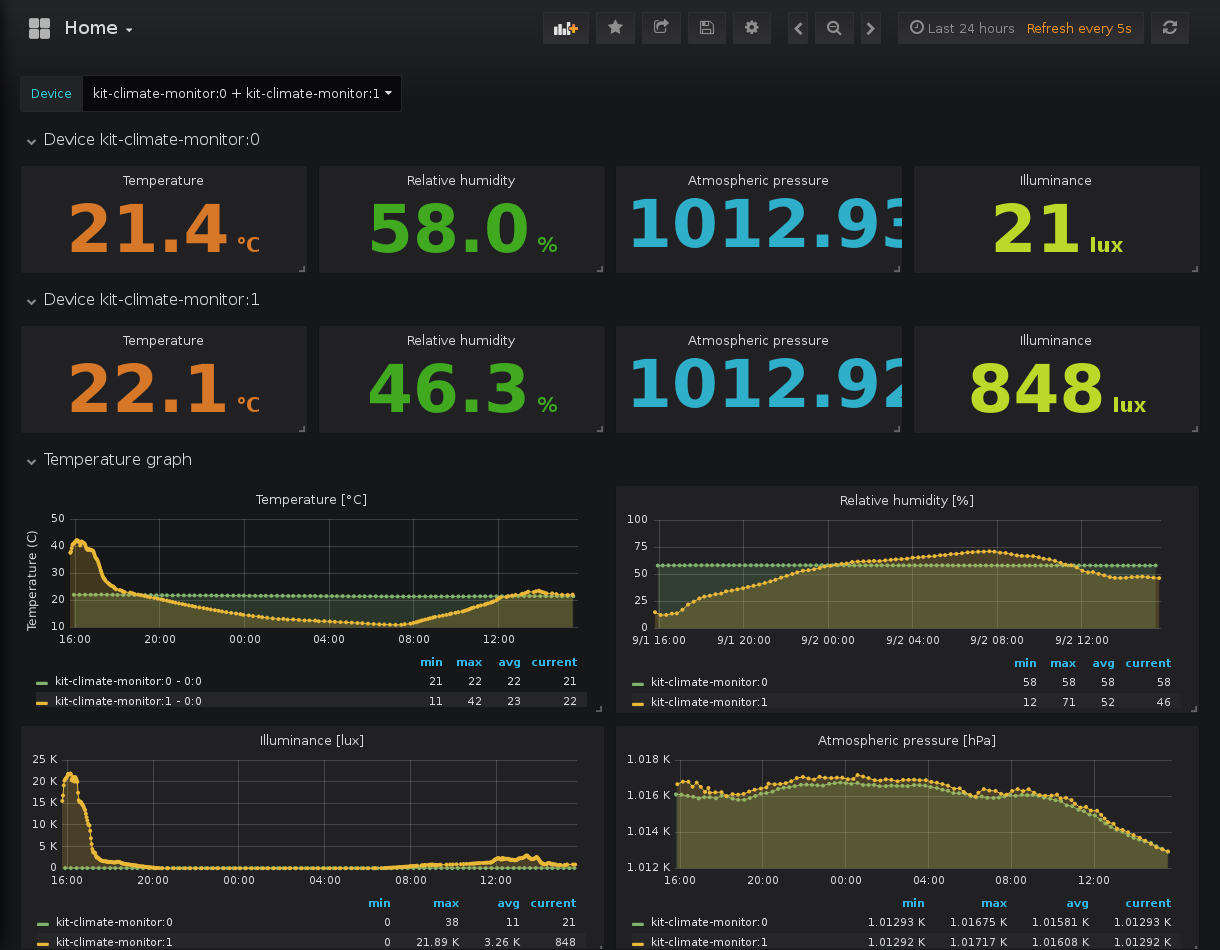 Home
Last 24 hours Refresh every 5s
Device kit-climate-monitor:0 + kit-climate-monitor:1
Device kit-climate-monitor:0
Temperature Relative humidity Atmospheric pressure Illuminance
21.4 °C 58.0 % 1012.93 21 lux
Device kit-climate-monitor:1
Temperature Relative humidity Atmospheric pressure Illuminance
22.1 °C 46.3 % 1012.92 848 lux
Temperature graph
Temperature [°C]
Temperature (C)
50
40
30
20
10
16:00 20:00 00:00 04:00 08:00 12:00
min max avg current
kit-climate-monitor:0 - 0:0 21 22 22 21
kit-climate-monitor:1 - 0:0 11 42 23 22
Relative humidity [%]
100
75
50
25
0
9/1 16:00 9/1 20:00 9/2 00:00 9/2 04:00 9/2 08:00 9/2 12:00
min max avg current
kit-climate-monitor:0 58 58 58 58
kit-climate-monitor:1 12 71 52 46
Illuminance [lux]
25 K
20 K
15 K
10 K
5 K
0
16:00 20:00 00:00 04:00 08:00 12:00
min max avg current
kit-climate-monitor:0 0 38 11 21
kit-climate-monitor:1 0 21.89 K 3.26 K 848
Atmospheric pressure [hPa]
1.018 K
1.016 K
1.014 K
1.012 K
16:00 20:00 00:00 04:00 08:00 12:00
min max avg current
kit-climate-monitor:0 1.01293 K 1.01675 K 1.01581 K 1.01293 K
kit-climate-monitor:1 1.01292 K 1.01717 K 1.01608 K 1.01292 K